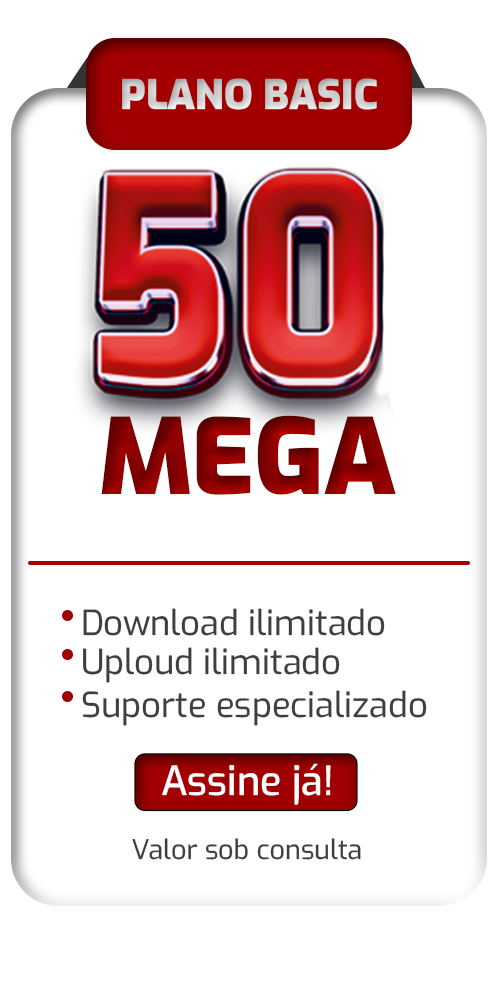 PLANO BASIC
50
MEGA
Download ilimitado
Uploud ilimitado
Suporte especializado
Assine já!
Valor sob consulta